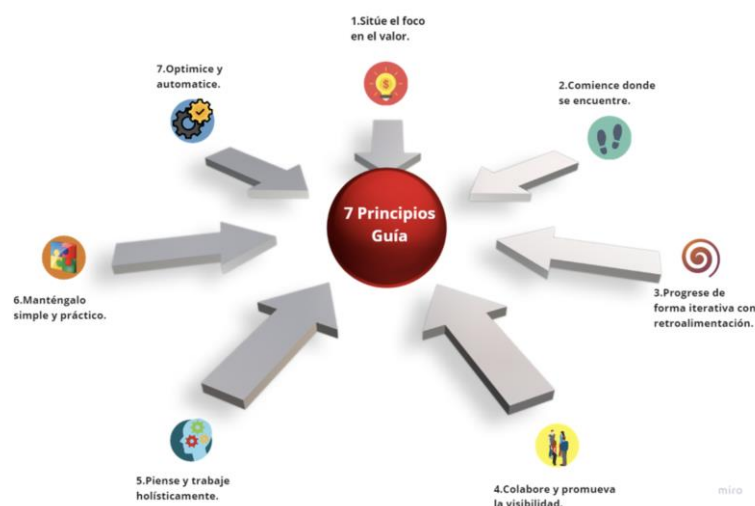 1.Sitúe el foco
en el valor.
2.Comience donde
se encuentre.
3.Progrese de
forma iterativa con
retroalimentación.
4.Colabore y promueva
la visibilidad.
5.Piense y trabaje
holísticamente.
6.Manténgalo
simple y práctico.
7.Optimice y
automatice.
7 Principios
Guía
$
miro